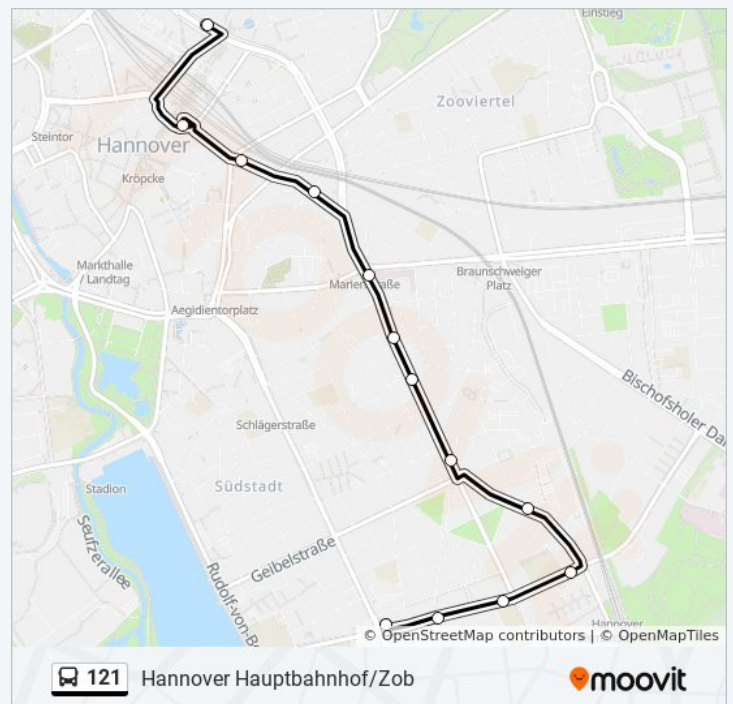 Einstieg
Zooviertel
Steintor
Hannover
Kröpcke
Markthalle
/ Landtag
Marienstraße
Braunschweiger
Platz
Aegidientorplatz
Bischofsholer Da
Schlägerstraße
Südstadt
Stadion
Seufzerallee
Geibelstraße
Rudolf-von-B
Hannover
© OpenStreetMap contributors | © OpenMapTiles
121 Hannover Hauptbahnhof/Zob
moovit